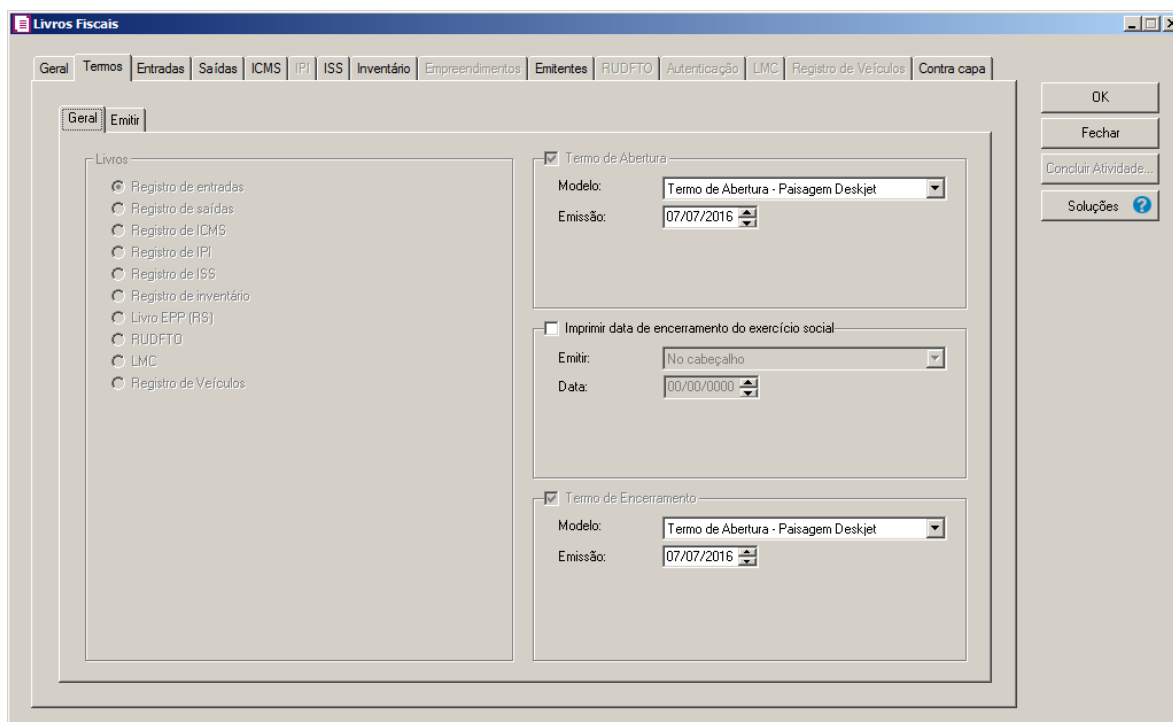 Livros Fiscais
Geral Termos Entradas Saídas ICMS IPI ISS Inventário Empreendimentos Emitentes RUDFTO Autenticação LMC Registro de Veículos Contra capa
Geral Emitir
Livros
Registro de entradas
Registro de saídas
Registro de ICMS
Registro de IPI
Registro de ISS
Registro de inventário
Livro EPP (RS)
RUDFTO
LMC
Registro de Veículos
Termo de Abertura
Modelo: Termo de Abertura - Paisagem Deskjet
Emissão: 07/07/2016
Imprimir data de encerramento do exercício social
Emitir: No cabeçalho
Data: 00/00/0000
Termo de Encerramento
Modelo: Termo de Abertura - Paisagem Deskjet
Emissão: 07/07/2016
OK
Fechar
Concluir Atividade...
Soluções ?